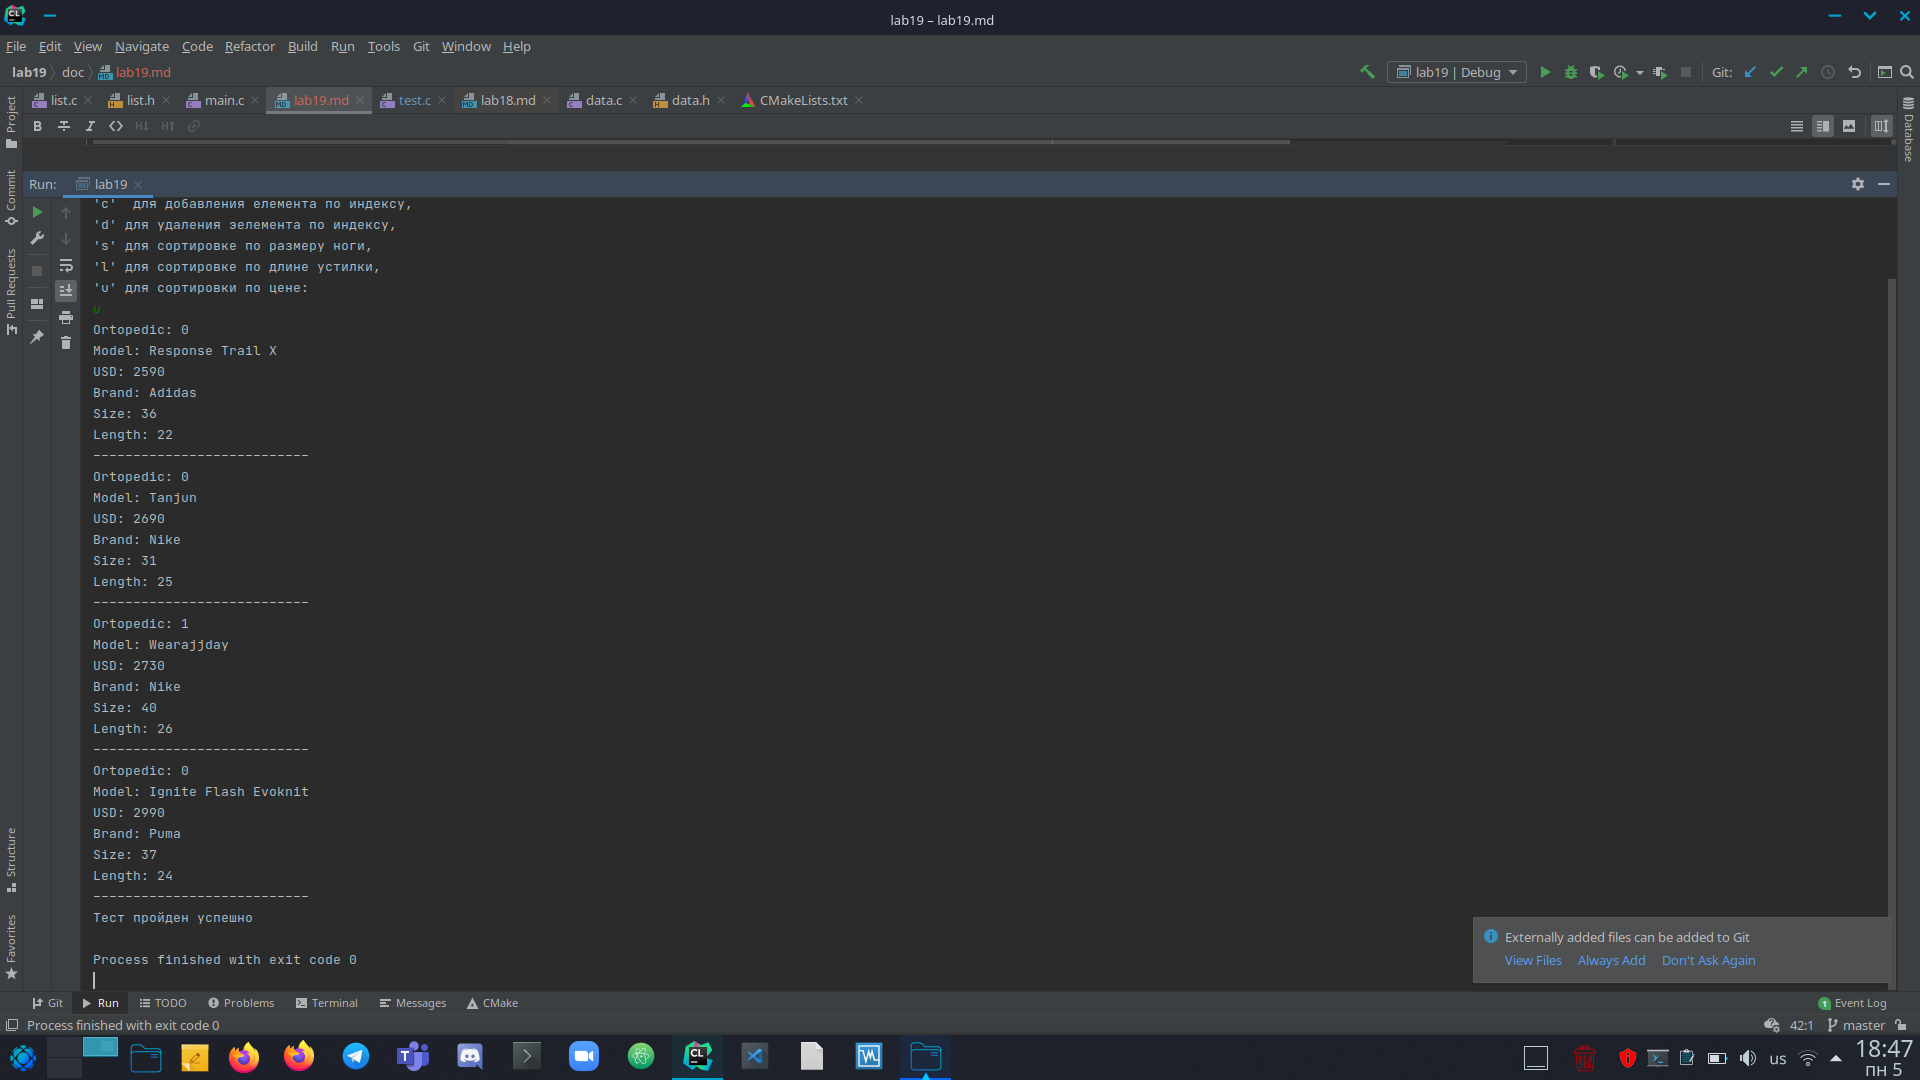 lab19 – lab19.md
File Edit View Navigate Code Refactor Build Run Tools Git Window Help
lab19 doc lab19.md
lab19 | Debug
Git:
list.c list.h main.c lab19.md test.c lab18.md data.c data.h CMakeLists.txt
Project
Commit
Pull Requests
Structure
Favorites
Database
Run: lab19
'c'  для добавления елемента по индексу,
'd' для удаления эелемента по индексу,
's' для сортировке по размеру ноги,
'l' для сортировке по длине устилки,
'u' для сортировки по цене:
u
Ortopedic: 0
Model: Response Trail X
USD: 2590
Brand: Adidas
Size: 36
Length: 22
---------------------------
Ortopedic: 0
Model: Tanjun
USD: 2690
Brand: Nike
Size: 31
Length: 25
---------------------------
Ortopedic: 1
Model: Wearajjday
USD: 2730
Brand: Nike
Size: 40
Length: 26
---------------------------
Ortopedic: 0
Model: Ignite Flash Evoknit
USD: 2990
Brand: Puma
Size: 37
Length: 24
---------------------------
Тест пройден успешно
Process finished with exit code 0
Externally added files can be added to Git
View Files Always Add Don't Ask Again
Git Run TODO Problems Terminal Messages CMake
1 Event Log
Process finished with exit code 0
42:1 master
us
18:47
пн 5